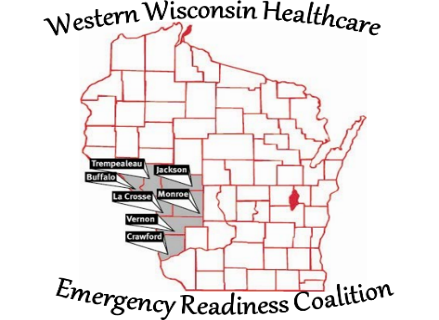 Western Wisconsin Healthcare
Trempealeau
Jackson
Buffalo
La Crosse
Monroe
Vernon
Crawford
Emergency Readiness Coalition